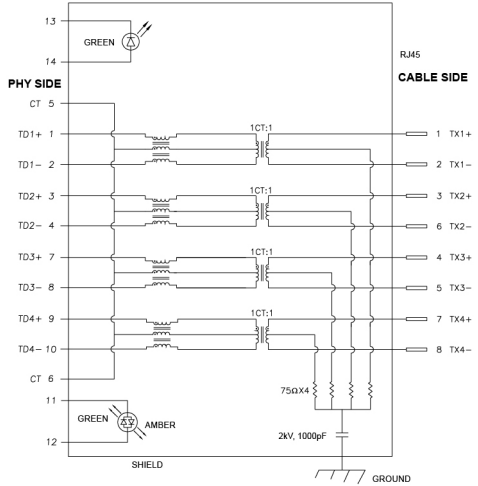 13
GREEN
14
RJ45
PHY SIDE
CABLE SIDE
CT 5
1CT:1
TD1+ 1
1 TX1+
TD1- 2
2 TX1-
1CT:1
TD2+ 3
3 TX2+
TD2- 4
6 TX2-
1CT:1
TD3+ 7
4 TX3+
TD3- 8
5 TX3-
1CT:1
TD4+ 9
7 TX4+
TD4- 10
8 TX4-
CT 6
75ΩX4
11
GREEN
AMBER
12
2kV, 1000pF
SHIELD
GROUND